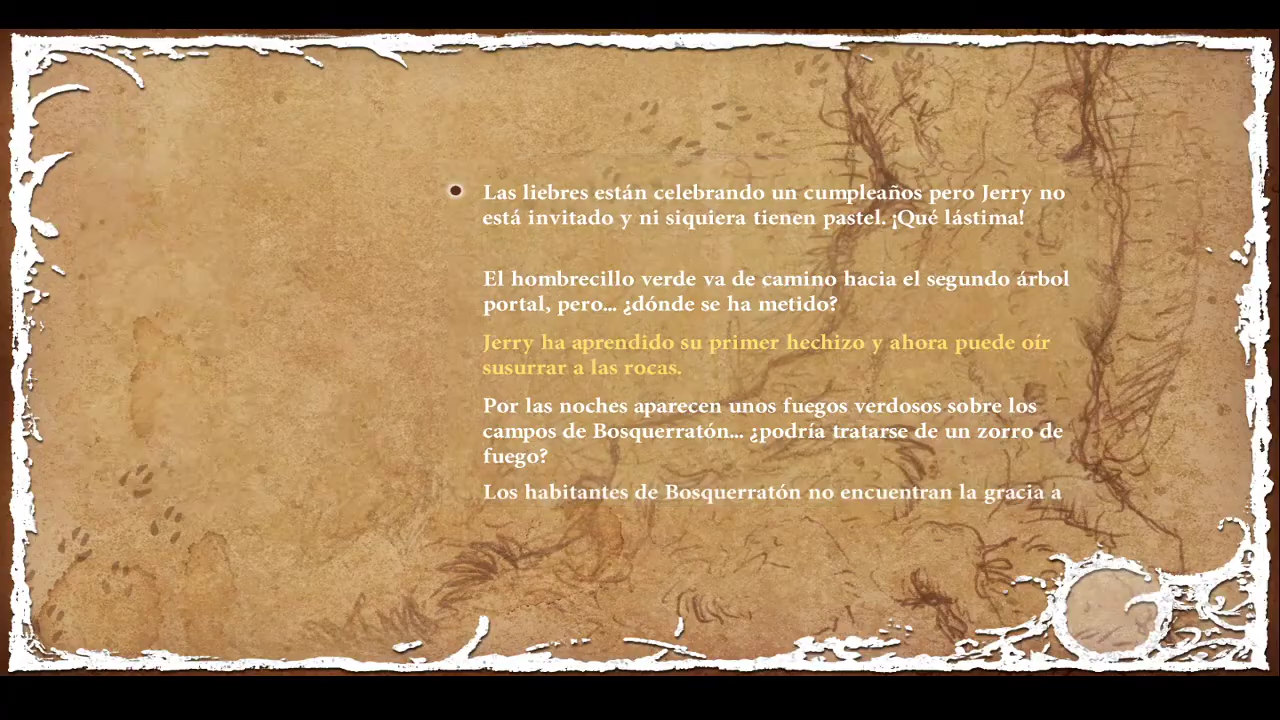 Las liebres están celebrando un cumpleaños pero Jerry no
está invitado y ni siquiera tienen pastel. ¡Qué lástima!
El hombrecillo verde va de camino hacia el segundo árbol
portal, pero... ¿dónde se ha metido?
Jerry ha aprendido su primer hechizo y ahora puede oír
susurrar a las rocas.
Por las noches aparecen unos fuegos verdosos sobre los
campos de Bosquerratón... ¿podría tratarse de un zorro de
fuego?
Los habitantes de Bosquerratón no encuentran la gracia a